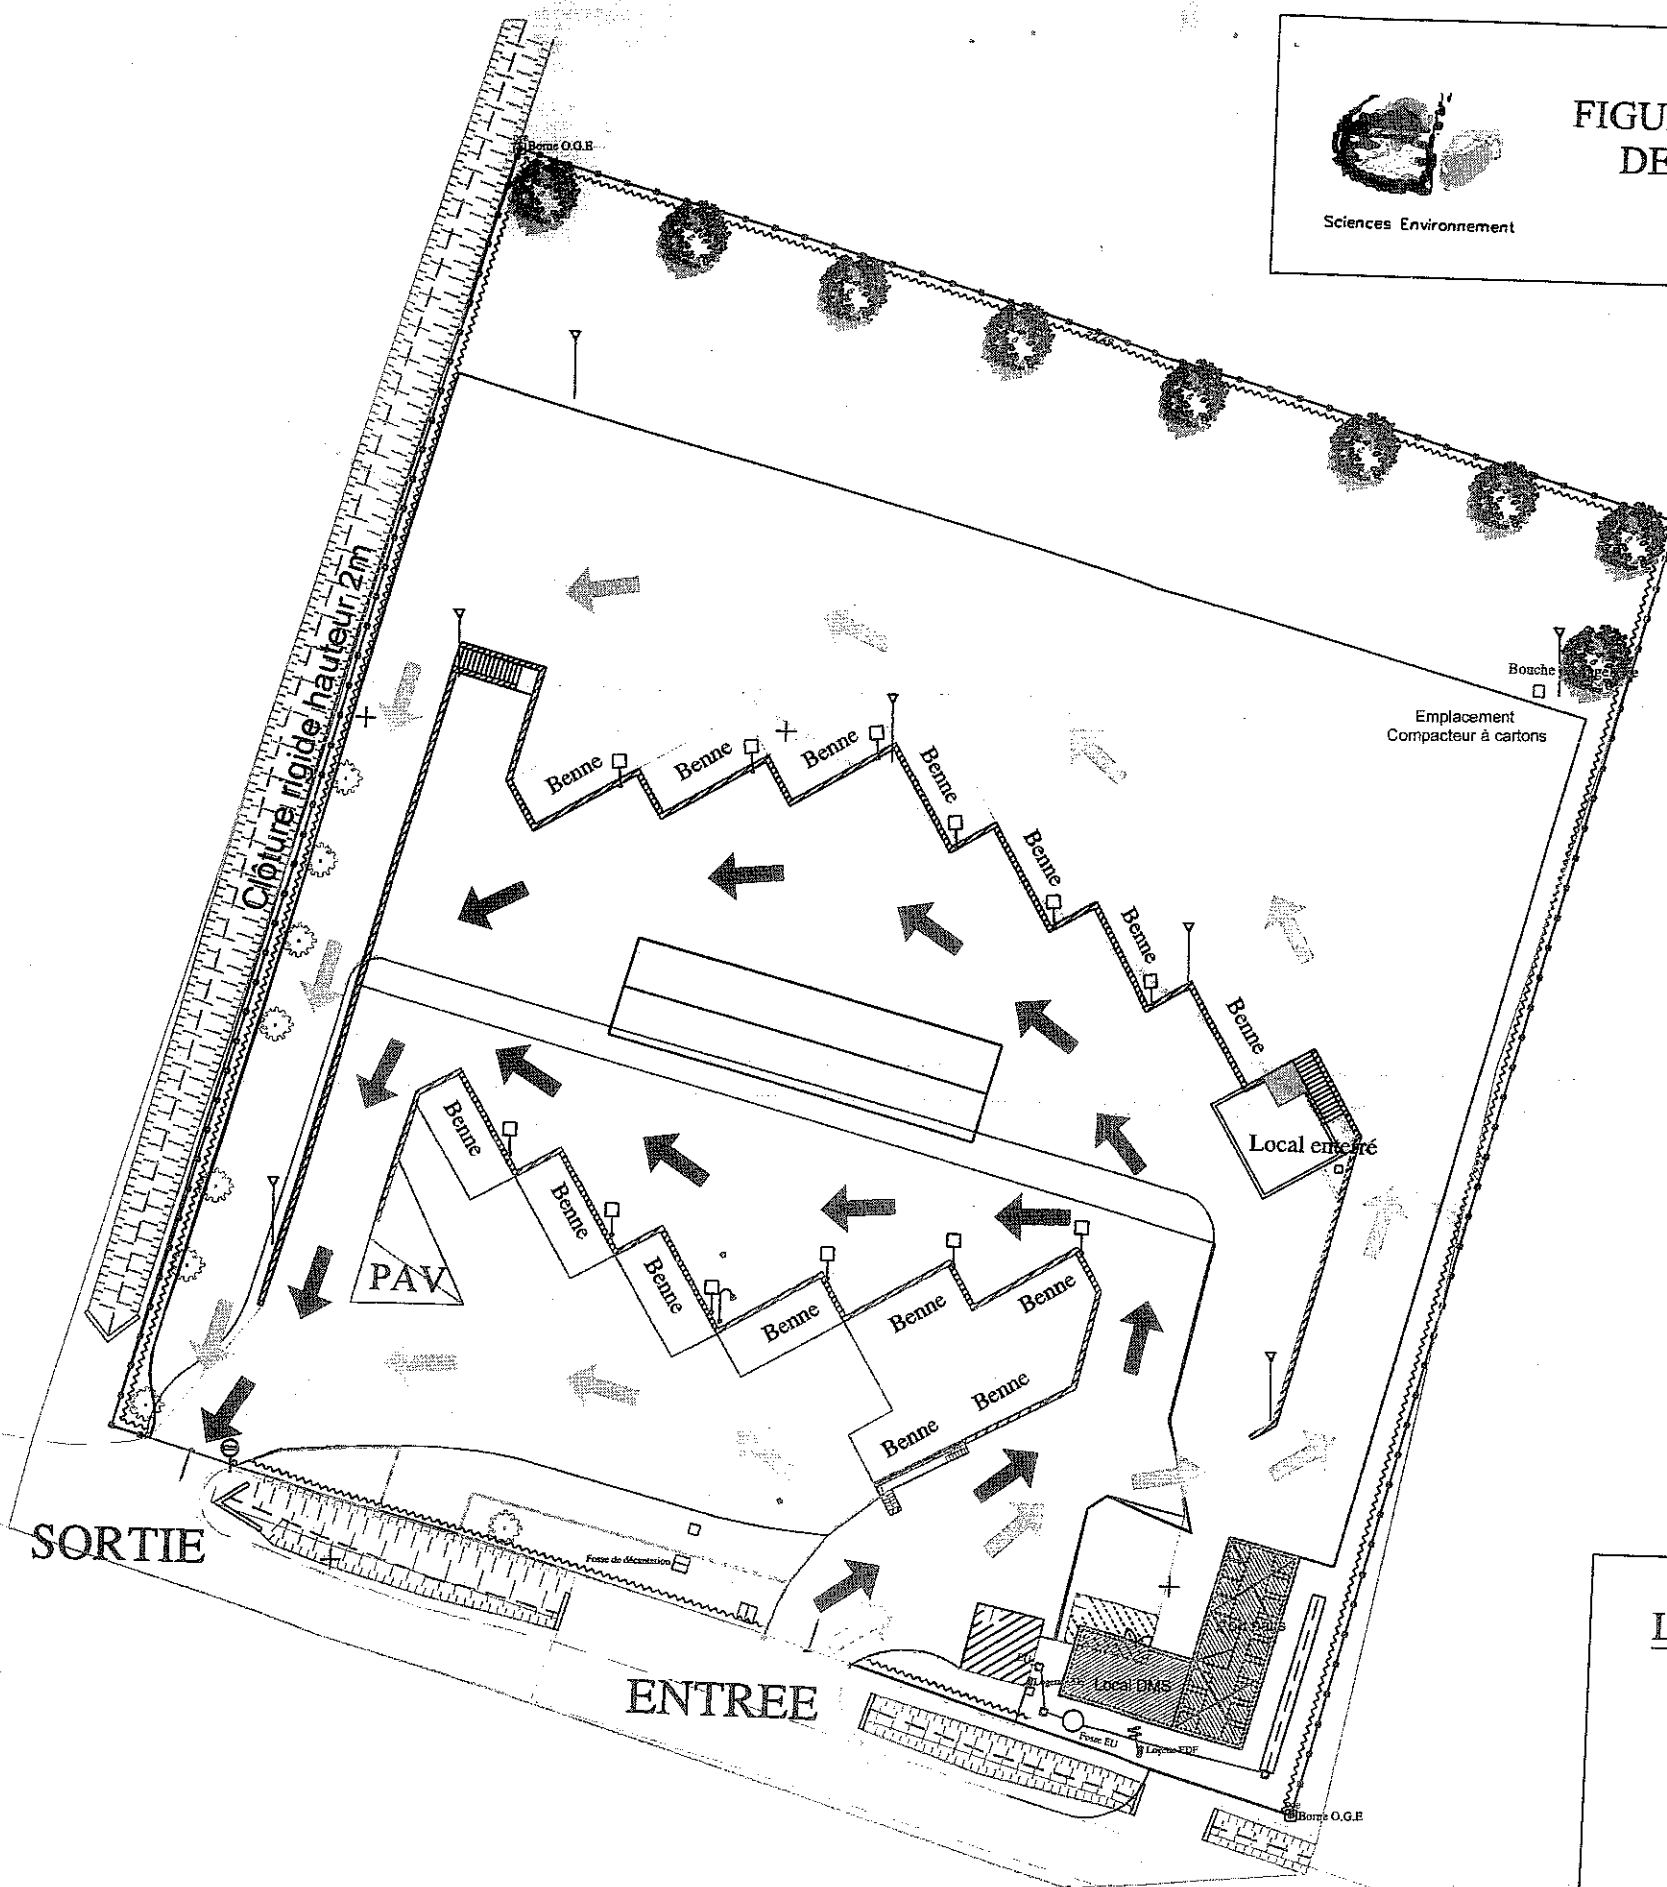 FIGU
DE
Sciences Environnement
Borne O.G.E
Clôture rigide hauteur 2m
Bouche
Emplacement
Compacteur à cartons
Benne
Benne
Benne
Benne
Benne
Benne
Benne
Local enterré
Benne
Benne
Benne
Benne
Benne
Benne
Benne
Benne
PAV
SORTIE
Fosse de décantation
ENTREE
Local DMS
Fosse EU
Logette EDF
Borne O.G.E
L